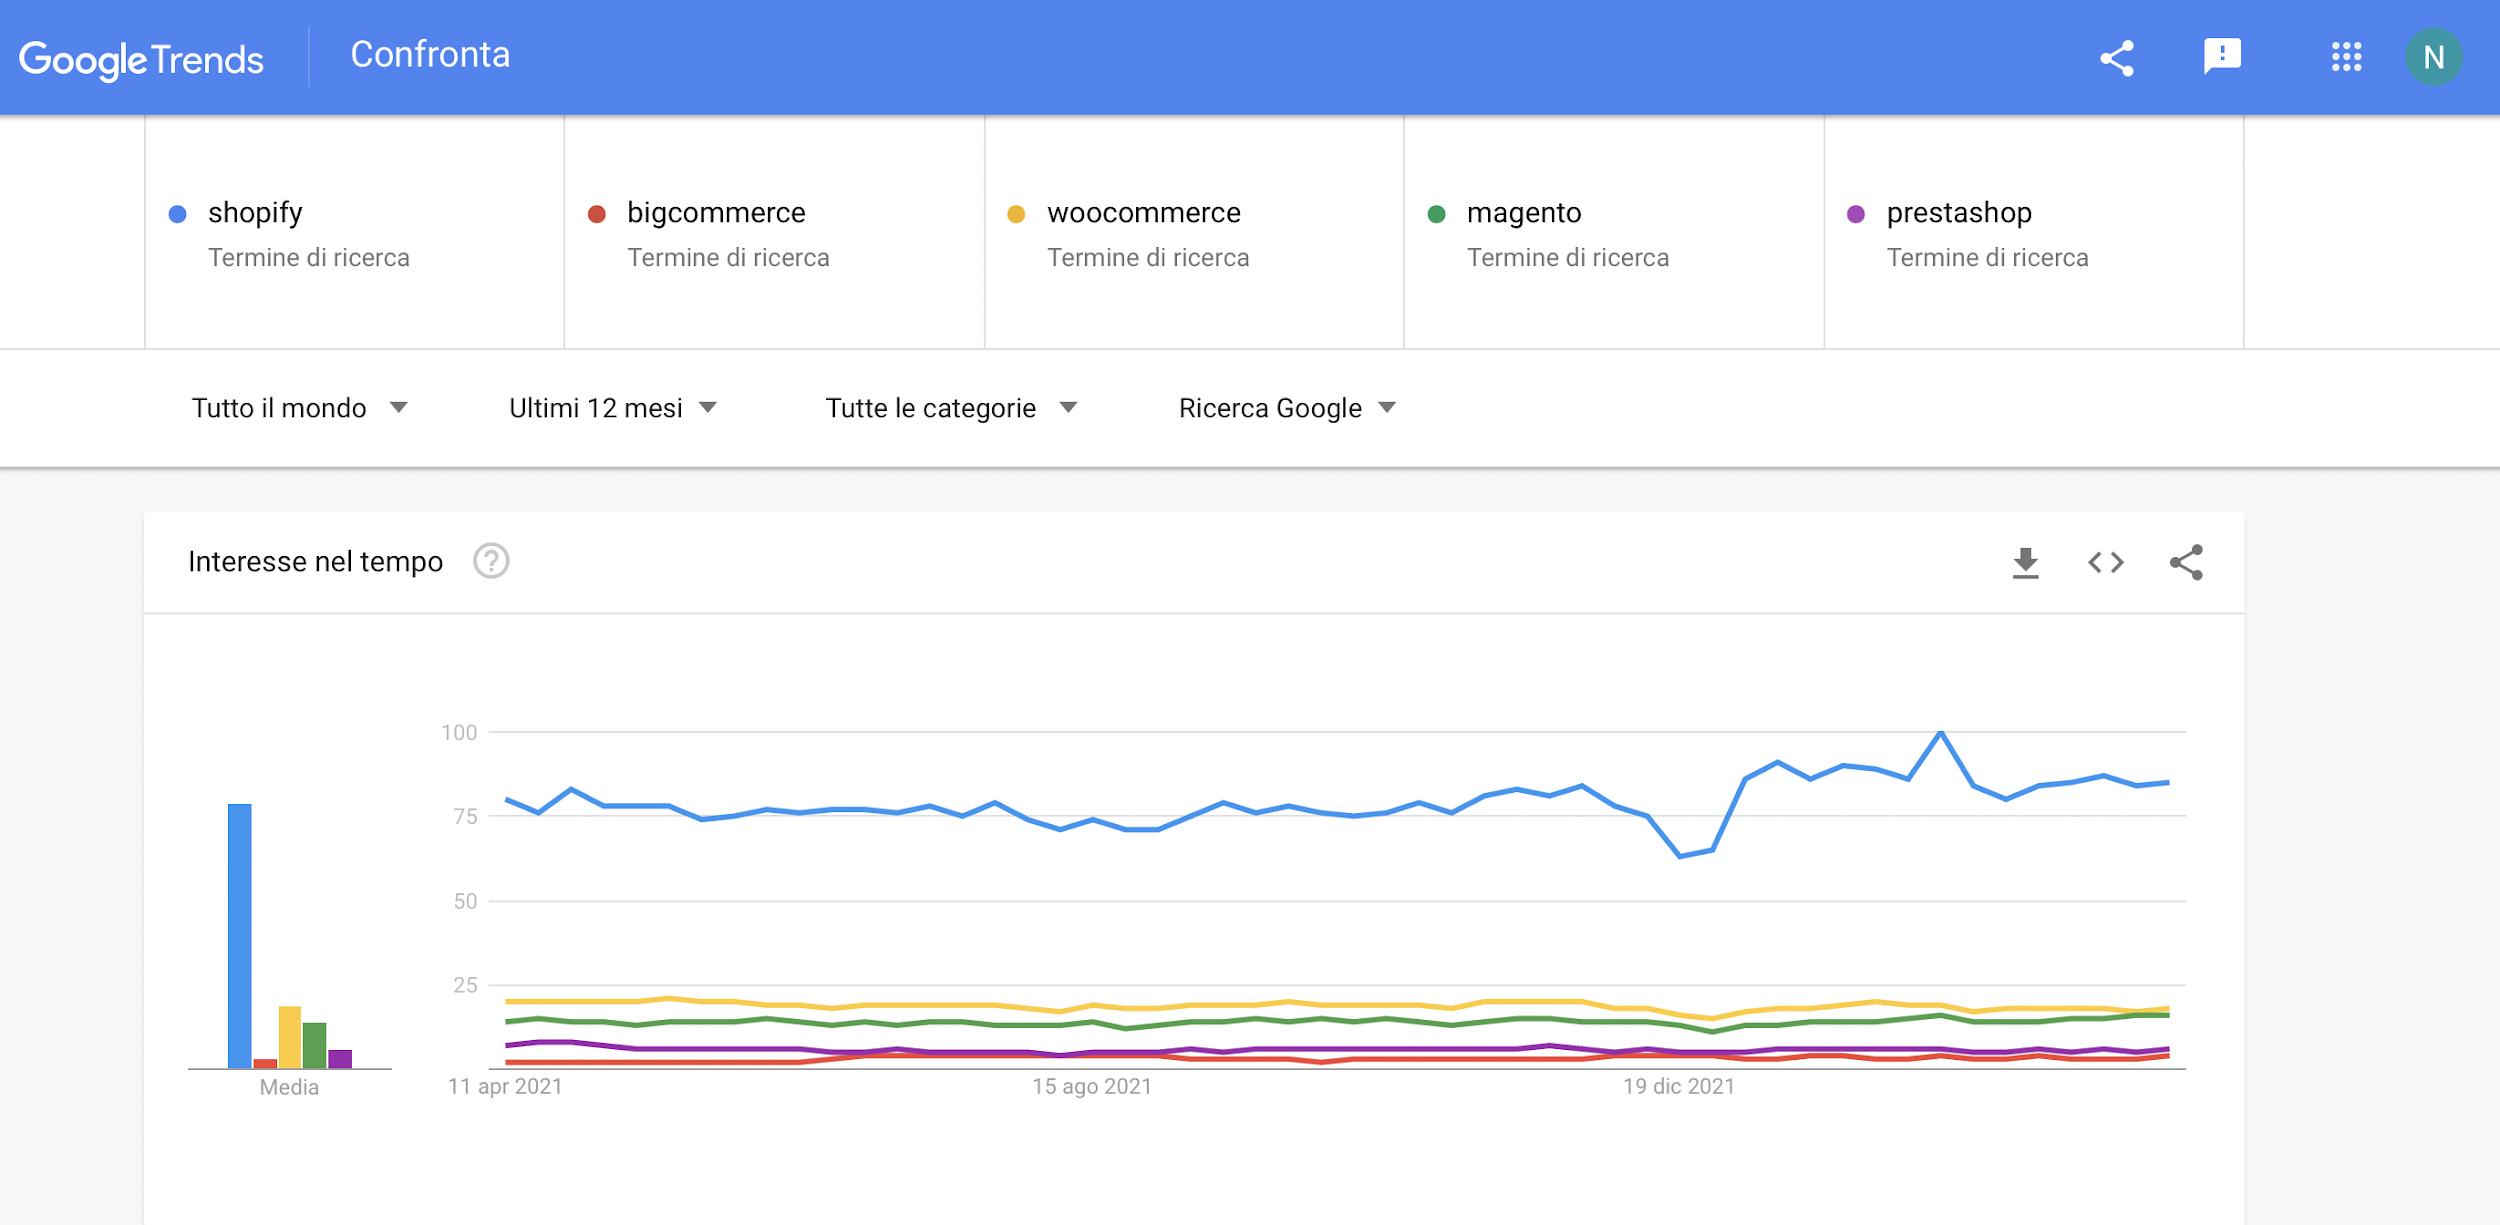 Google Trends
Confronta
N
shopify
Termine di ricerca
bigcommerce
Termine di ricerca
woocommerce
Termine di ricerca
magento
Termine di ricerca
prestashop
Termine di ricerca
Tutto il mondo
Ultimi 12 mesi
Tutte le categorie
Ricerca Google
Interesse nel tempo
?
100
75
50
25
Media
11 apr 2021
15 ago 2021
19 dic 2021